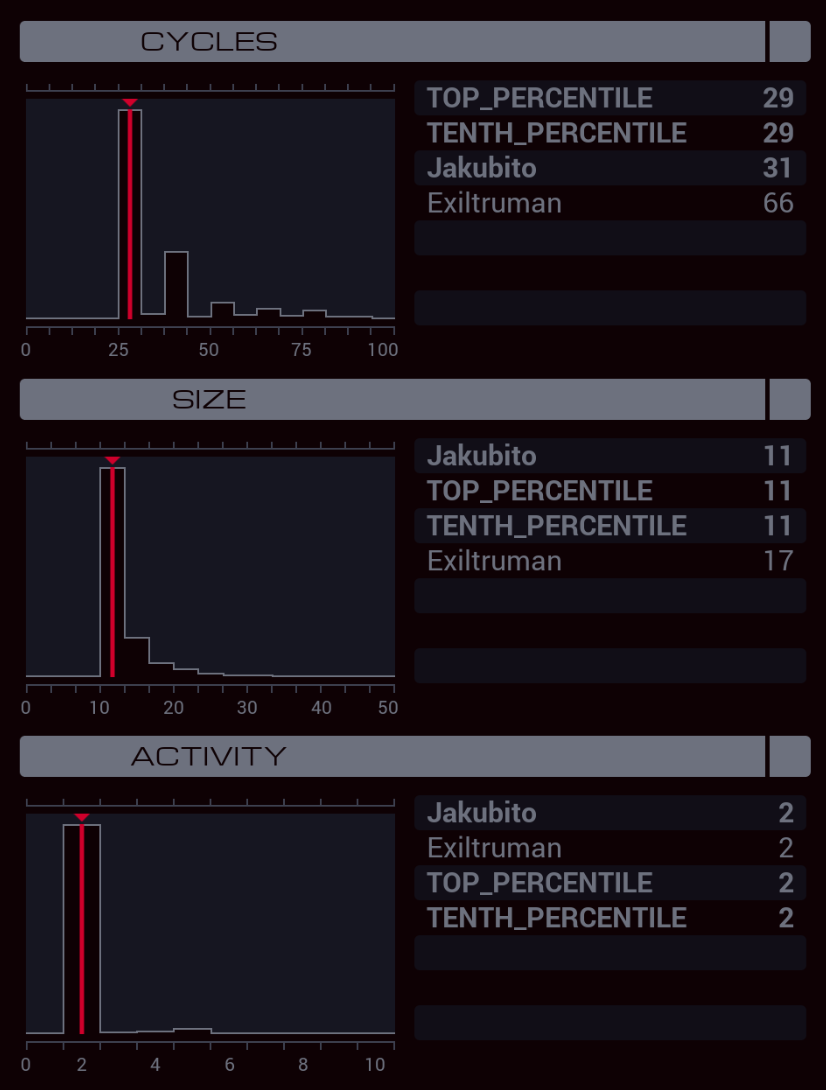 CYCLES
TOP_PERCENTILE 29
TENTH_PERCENTILE 29
Jakubito 31
Exiltruman 66
0 25 50 75 100
SIZE
Jakubito 11
TOP_PERCENTILE 11
TENTH_PERCENTILE 11
Exiltruman 17
0 10 20 30 40 50
ACTIVITY
Jakubito 2
Exiltruman 2
TOP_PERCENTILE 2
TENTH_PERCENTILE 2
0 2 4 6 8 10